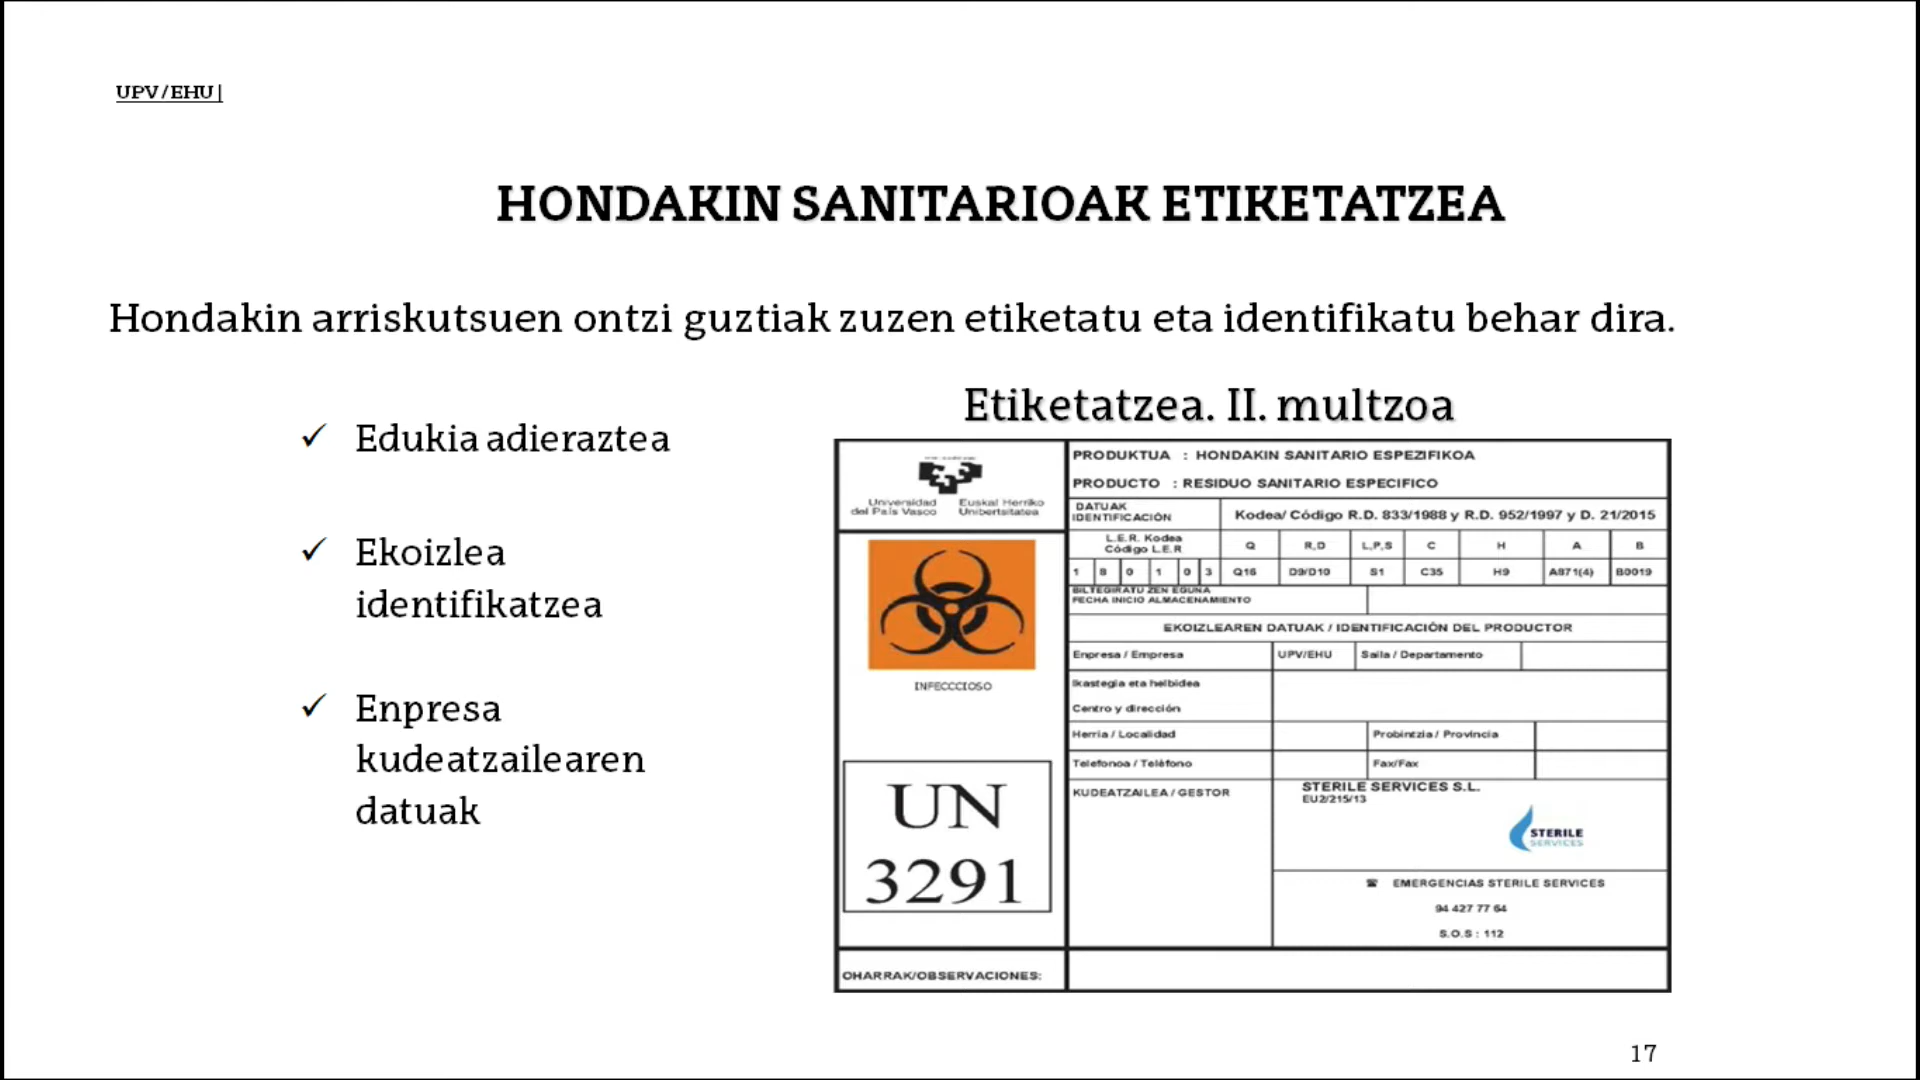 UPV/EHU|
HONDAKIN SANITARIOAK ETIKETATZEA
Hondakin arriskutsuen ontzi guztiak zuzen etiketatu eta identifikatu behar dira.
✓ Edukia adieraztea
✓ Ekoizlea
identifikatzea
✓ Enpresa
kudeatzailearen
datuak
Etiketatzea. II. multzoa
Universidad Euskal Herriko
del País Vasco Unibertsitatea
INFECCCIOSO
UN
3291
PRODUKTUA : HONDAKIN SANITARIO ESPEZIFIKOA
PRODUCTO : RESIDUO SANITARIO ESPECIFICO
DATUAK
IDENTIFICACIÓN
Kodea/ Código R.D. 833/1988 y R.D. 952/1997 y D. 21/2015
L.E.R. Kodea
Código L.E.R
Q R,D L,P,S C H A B
1 8 0 1 0 3 Q16 D9/D10 S1 C35 H9 A871(4) B0019
BILTEGIRATU ZEN EGUNA
FECHA INICIO ALMACENAMIENTO
EKOIZLEAREN DATUAK / IDENTIFICACIÓN DEL PRODUCTOR
Enpresa / Empresa UPV/EHU Saila / Departamento
Ikastegia eta helbidea
Centro y dirección
Herria / Localidad Probintzia / Provincia
Telefonoa / Teléfono Fax/Fax
KUDEATZAILEA / GESTOR
STERILE SERVICES S.L.
EU2/215/13
STERILE
SERVICES
☎ EMERGENCIAS STERILE SERVICES
94 427 77 64
S.O.S : 112
OHARRAK/OBSERVACIONES:
17